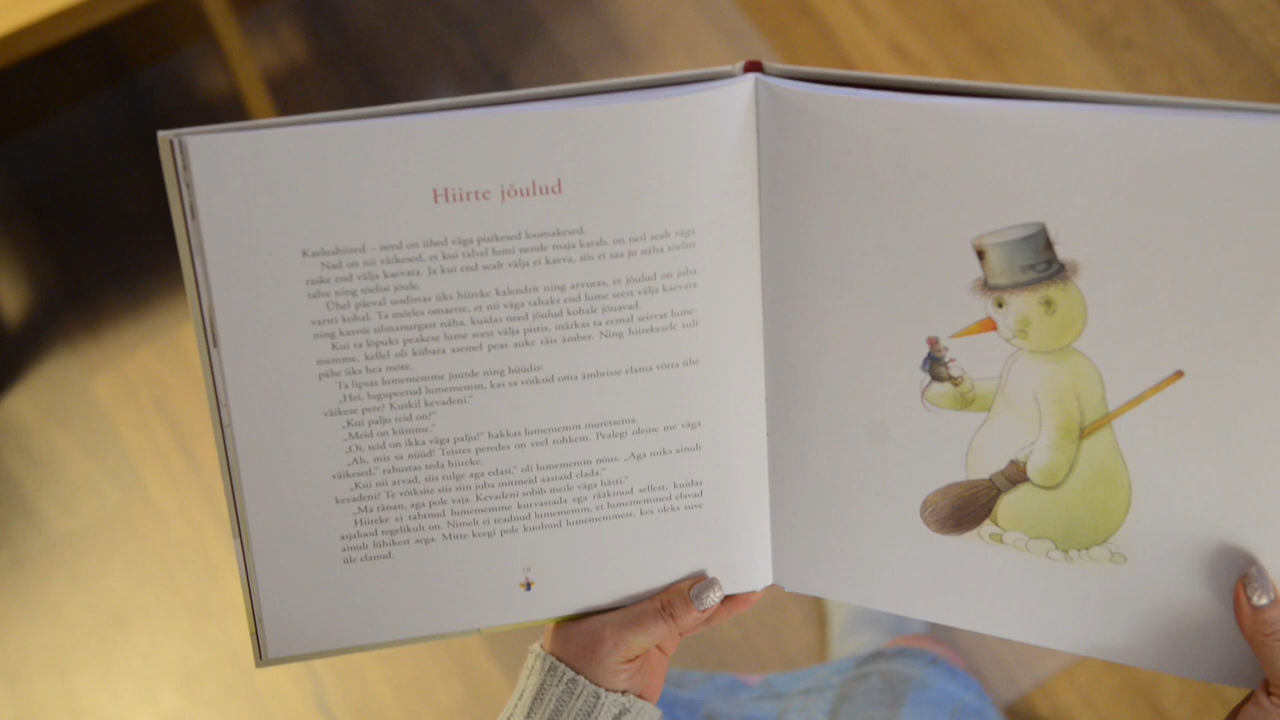 Hiirte jõulud
Kaelushiired – need on ühed väga pisikesed loomakesed.
Nad on nii väikesed, et kui talvel lumi nende maja katab, on neil sealt väga
raske end välja kaevata. Ja kui end sealt välja ei kaeva, siis ei saa ju näha tõelist
talve ning tõelisi jõule.
Ühel päeval uudistas üks hiireke kalendrit ning arvutas, et jõulud on juba
varsti kohal. Ta mõtles omaette, et nii väga tahaks end lume seest välja kaevata
ning kasvõi silmanurgast näha, kuidas need jõulud kohale jõuavad.
Kui ta lõpuks peakese lume seest välja pistis, märkas ta eemal seisvat lume-
memme, kellel oli kübara asemel peas auke täis ämber. Ning hiirekesele tuli
pähe üks hea mõte.
Ta lipsas lumememme juurde ning hüüdis:
„Hei, lugupeetud lumememm, kas sa võiksid oma ämbrisse elama võtta ühe
väikese pere? Kuskil kevadeni.”
„Kui palju teid on?”
„Meid on kümme.”
„Oi, teid on ikka väga palju!” hakkas lumememm muretsema.
„Ah, mis sa nüüd! Teistes peredes on veel rohkem. Pealegi oleme me väga
väikesed,” rahustas teda hiireke.
„Kui nii arvad, siis tulge aga edasi,” oli lumememm nõus. „Aga miks ainult
kevadeni? Te võiksite siis siin juba mitmeid aastaid elada.”
„Ma tänan, aga pole vaja. Kevadeni sobib meile väga hästi.”
Hiireke ei tahtnud lumememme kurvastada ega rääkinud sellest, kuidas
asjalood tegelikult on. Nimelt ei teadnud lumememm, et lumememmed elavad
ainult lühikest aega. Mitte keegi pole kuulnud lumememmest, kes oleks suve
üle elanud.